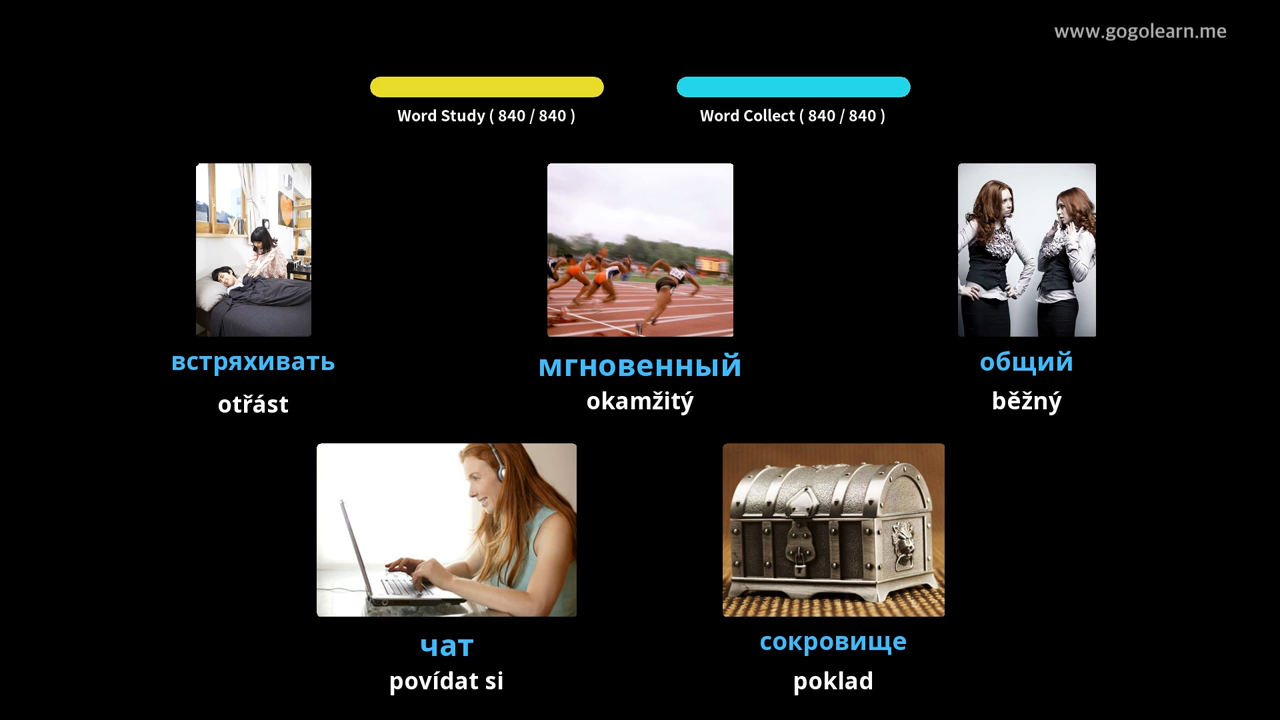 www.gogolearn.me
Word Study ( 840 / 840 )
Word Collect ( 840 / 840 )
встряхивать
мгновенный
общий
otřást
okamžitý
běžný
чат
сокровище
povídat si
poklad